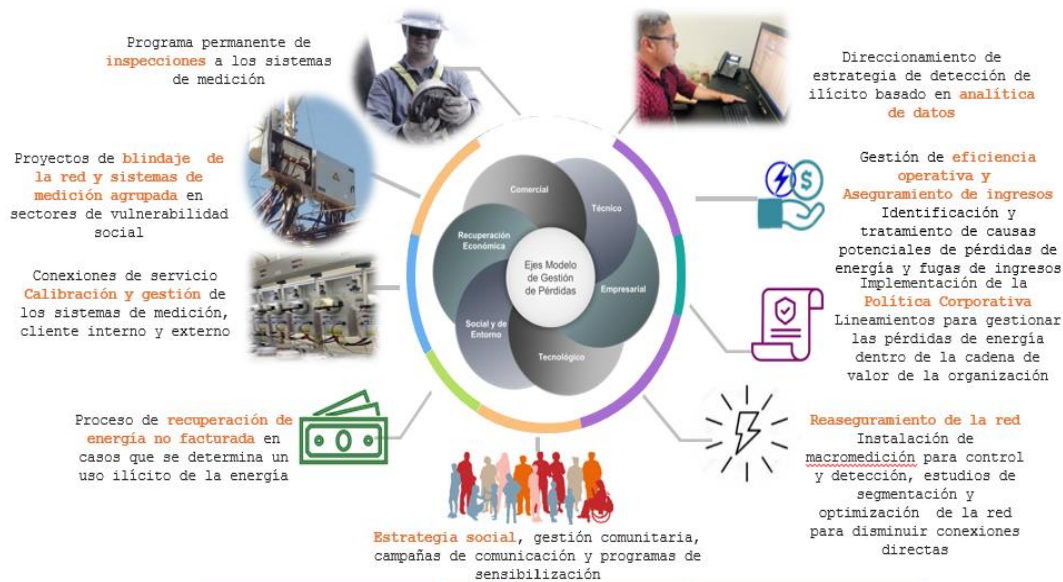 Programa permanente de
inspecciones a los sistemas
de medición
Direccionamiento de
estrategia de detección de
ilícito basado en analítica
de datos
Proyectos de blindaje de
la red y sistemas de
medición agrupada en
sectores de vulnerabilidad
social
Gestión de eficiencia
operativa y
Aseguramiento de ingresos
Identificación y
tratamiento de causas
potenciales de pérdidas de
energía y fugas de ingresos
Conexiones de servicio
Calibración y gestión de
los sistemas de medición,
cliente interno y externo
Implementación de la
Política Corporativa
Lineamientos para gestionar
las pérdidas de energía
dentro de la cadena de
valor de la organización
Comercial
Técnico
Recuperación
Económica
Ejes Modelo
de Gestión
de Pérdidas
Empresarial
Social y de
Entorno
Tecnológico
Proceso de recuperación de
energía no facturada en
casos que se determina un
uso ilícito de la energía
Reaseguramiento de la red
Instalación de
macromedición para control
y detección, estudios de
segmentación y
optimización de la red
para disminuir conexiones
directas
Estrategia social, gestión comunitaria,
campañas de comunicación y programas de
sensibilización